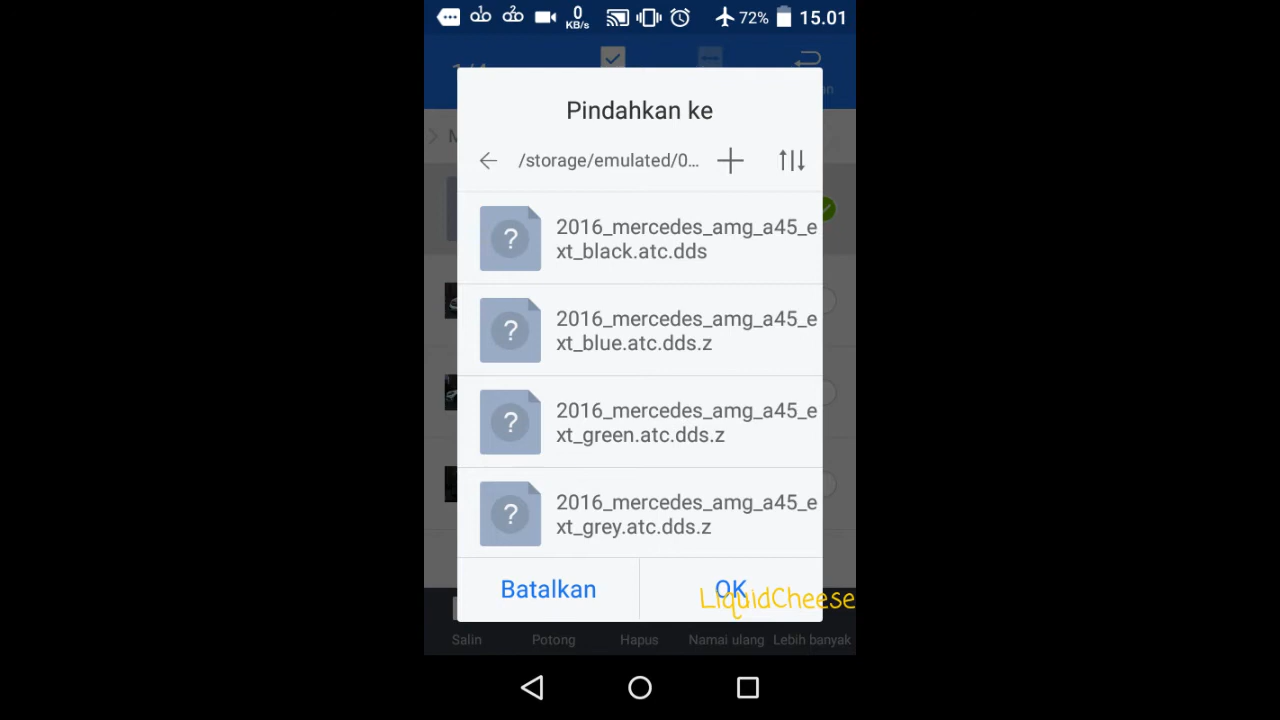 0
KB/s
72%
15.01
Pindahkan ke
/storage/emulated/0...
2016_mercedes_amg_a45_e
xt_black.atc.dds
2016_mercedes_amg_a45_e
xt_blue.atc.dds.z
2016_mercedes_amg_a45_e
xt_green.atc.dds.z
2016_mercedes_amg_a45_e
xt_grey.atc.dds.z
Batalkan
OK
LiquidCheese
Salin
Potong
Hapus
Namai ulang
Lebih banyak